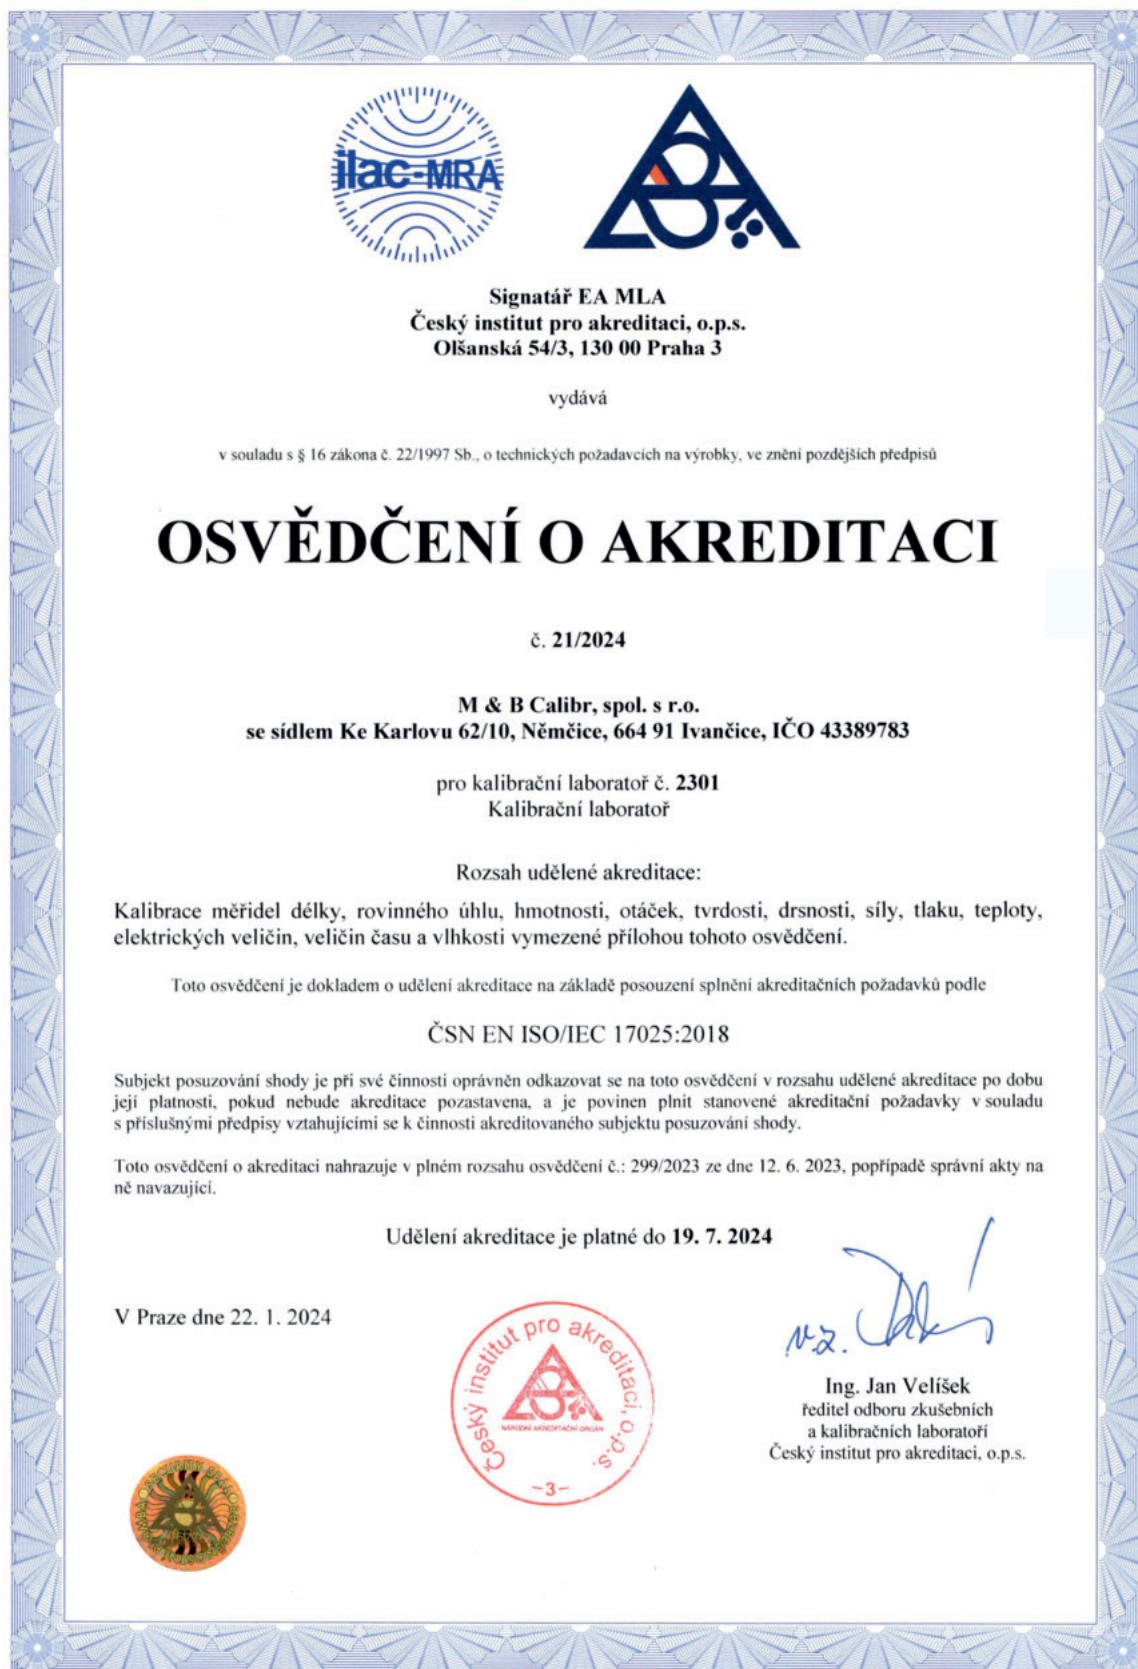 ilac-MRA
Signatář EA MLA
Český institut pro akreditaci, o.p.s.
Olšanská 54/3, 130 00 Praha 3
vydává
v souladu s § 16 zákona č. 22/1997 Sb., o technických požadavcích na výrobky, ve znění pozdějších předpisů
OSVĚDČENÍ O AKREDITACI
č. 21/2024
M & B Calibr, spol. s r.o.
se sídlem Ke Karlovu 62/10, Němčice, 664 91 Ivančice, IČO 43389783
pro kalibrační laboratoř č. 2301
Kalibrační laboratoř
Rozsah udělené akreditace:
Kalibrace měřidel délky, rovinného úhlu, hmotnosti, otáček, tvrdosti, drsnosti, síly, tlaku, teploty,
elektrických veličin, veličin času a vlhkosti vymezené přílohou tohoto osvědčení.
Toto osvědčení je dokladem o udělení akreditace na základě posouzení splnění akreditačních požadavků podle
ČSN EN ISO/IEC 17025:2018
Subjekt posuzování shody je při své činnosti oprávněn odkazovat se na toto osvědčení v rozsahu udělené akreditace po dobu
její platnosti, pokud nebude akreditace pozastavena, a je povinen plnit stanovené akreditační požadavky v souladu
s příslušnými předpisy vztahujícími se k činnosti akreditovaného subjektu posuzování shody.
Toto osvědčení o akreditaci nahrazuje v plném rozsahu osvědčení č.: 299/2023 ze dne 12. 6. 2023, popřípadě správní akty na
ně navazující.
Udělení akreditace je platné do 19. 7. 2024
V Praze dne 22. 1. 2024
Český institut pro akreditaci, o.p.s.
NÁRODNÍ AKREDITAČNÍ ORGÁN
-3-
v.z.
Ing. Jan Velíšek
ředitel odboru zkušebních
a kalibračních laboratoří
Český institut pro akreditaci, o.p.s.